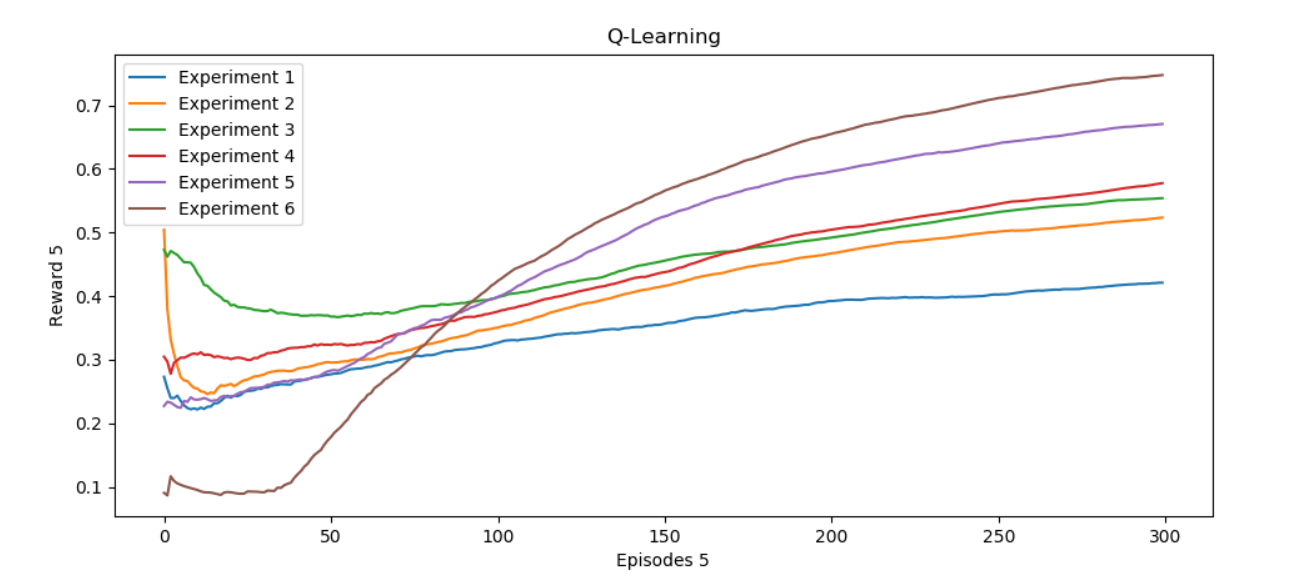 Q-Learning
Experiment 1
Experiment 2
Experiment 3
Experiment 4
Experiment 5
Experiment 6
Reward 5
0.7
0.6
0.5
0.4
0.3
0.2
0.1
0 50 100 150 200 250 300
Episodes 5